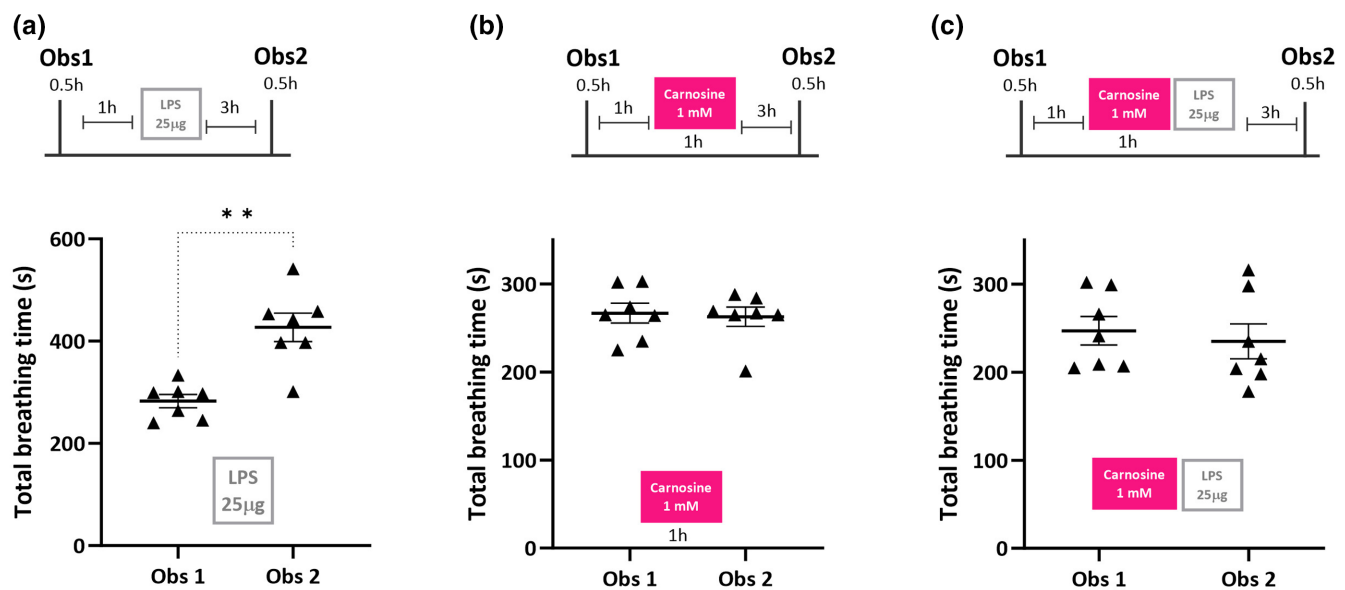 (a)
Obs1
Obs2
0.5h
0.5h
1h
LPS
25µg
3h
* *
600
400
200
0
Total breathing time (s)
LPS
25µg
Obs 1
Obs 2
(b)
Obs1
Obs2
0.5h
0.5h
1h
Carnosine
1 mM
3h
1h
300
200
100
0
Total breathing time (s)
Carnosine
1 mM
1h
Obs 1
Obs 2
(c)
Obs1
Obs2
0.5h
0.5h
1h
Carnosine
1 mM
LPS
25µg
3h
1h
300
200
100
0
Total breathing time (s)
Carnosine
1 mM
LPS
25µg
Obs 1
Obs 2